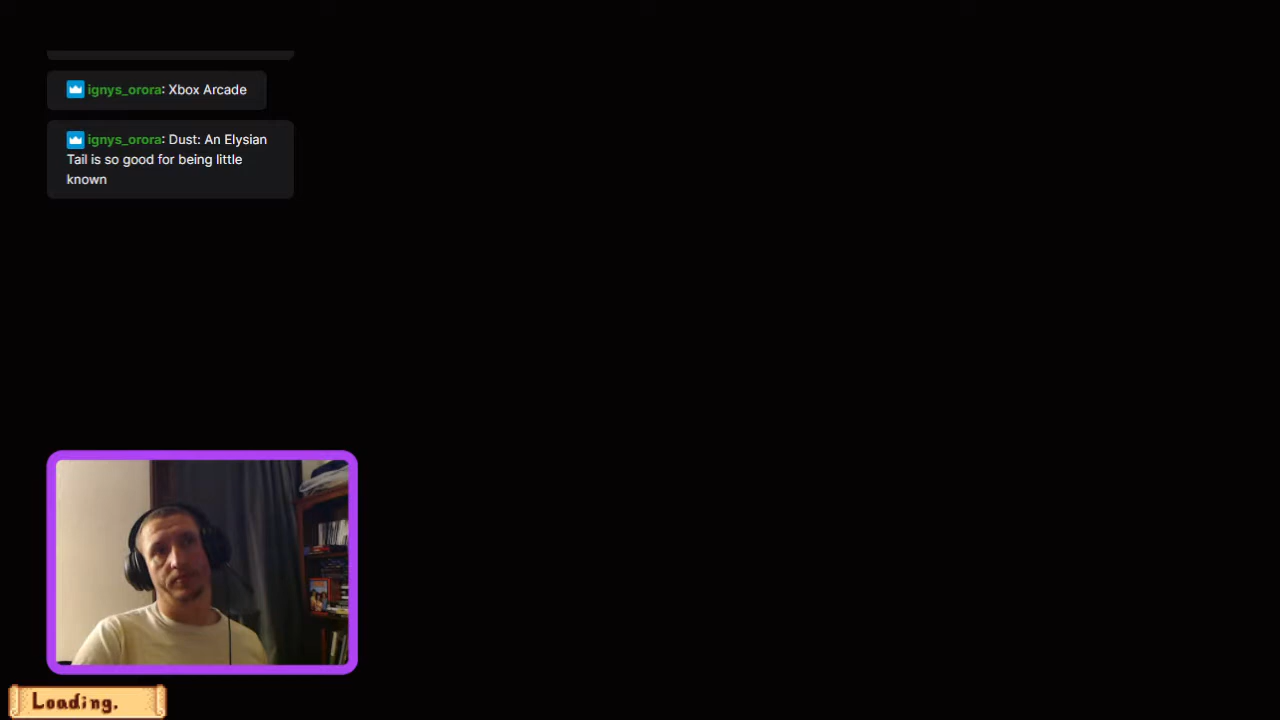 ignys_orora: Xbox Arcade
ignys_orora: Dust: An Elysian
Tail is so good for being little
known
Loading.